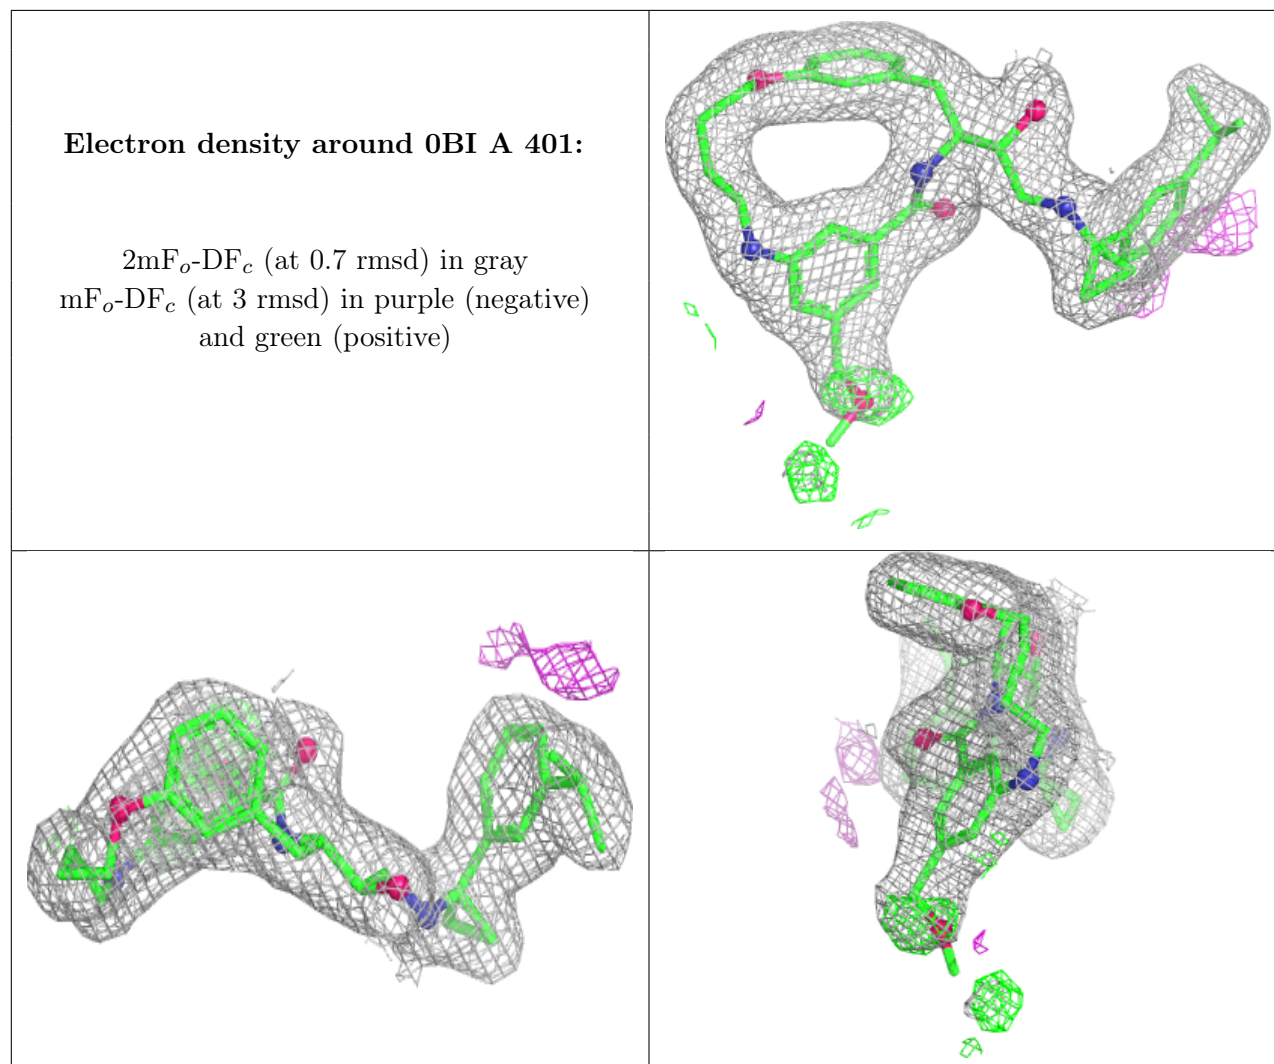 Electron density around 0BI A 401:
2mFo-DFc (at 0.7 rmsd) in gray
mFo-DFc (at 3 rmsd) in purple (negative)
and green (positive)